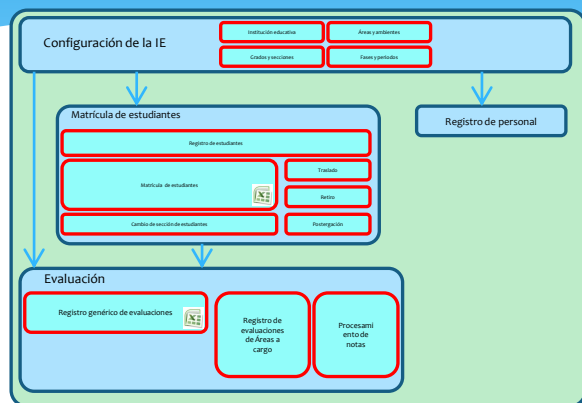 Configuración de la IE
Institución educativa
Áreas y ambientes
Grados y secciones
Fases y periodos
Matrícula de estudiantes
Registro de estudiantes
Matrícula de estudiantes
Traslado
Retiro
Cambio de sección de estudiantes
Postergación
Registro de personal
Evaluación
Registro genérico de evaluaciones
Registro de
evaluaciones
de Áreas a
cargo
Procesami
ento de
notas